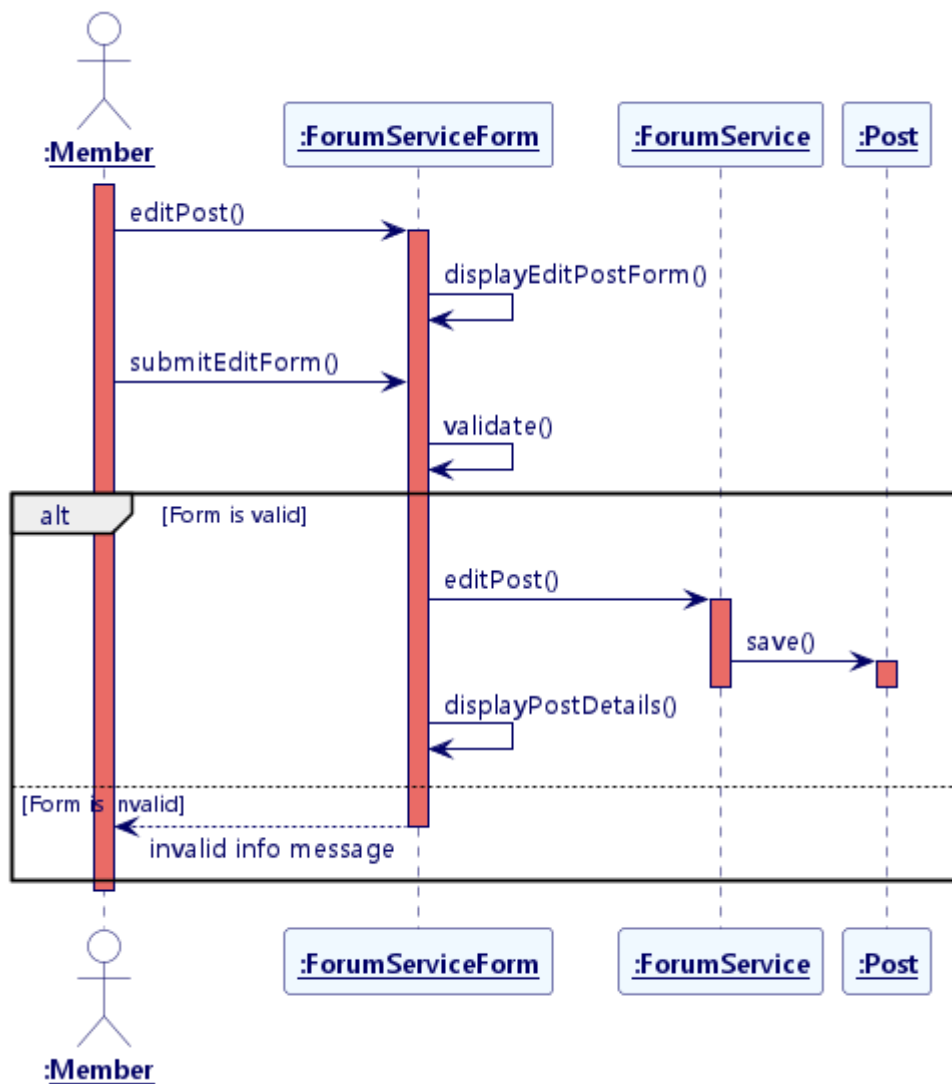 :Member
:ForumServiceForm
:ForumService
:Post
editPost()
displayEditPostForm()
submitEditForm()
validate()
alt
[Form is valid]
editPost()
save()
displayPostDetails()
[Form is nvalid]
invalid info message
:ForumServiceForm
:ForumService
:Post
:Member